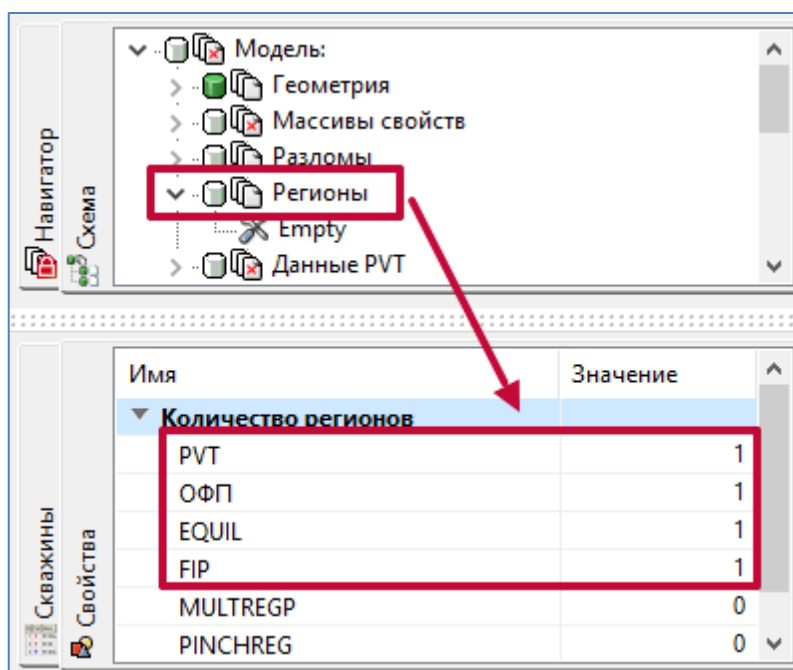 Навигатор
Схема
Модель:
Геометрия
Массивы свойств
Разломы
Регионы
Empty
Данные PVT
Скважины
Свойства
Имя Значение
Количество регионов
PVT 1
ОФП 1
EQUIL 1
FIP 1
MULTREGP 0
PINCHREG 0